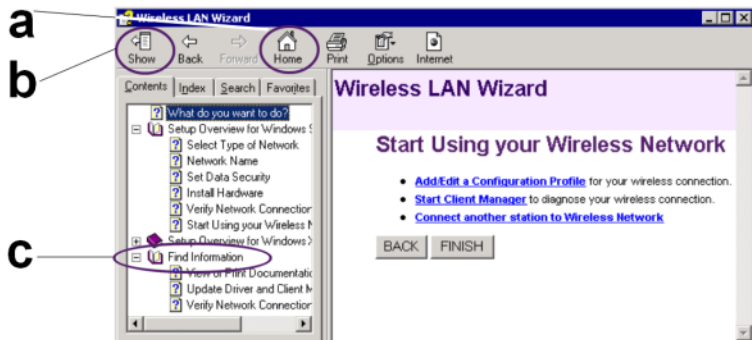 a
Wireless LAN Wizard
b
Show Back Forward Home Print Options Internet
Contents Index Search Favorites
What do you want to do?
Setup Overview for Windows 9
Select Type of Network
Network Name
Set Data Security
Install Hardware
Verify Network Connection
Start Using your Wireless N
Setup Overview for Windows X
c
Find Information
View or Print Documentatio
Update Driver and Client M
Verify Network Connection
Wireless LAN Wizard
Start Using your Wireless Network
Add/Edit a Configuration Profile for your wireless connection.
Start Client Manager to diagnose your wireless connection.
Connect another station to Wireless Network
BACK FINISH